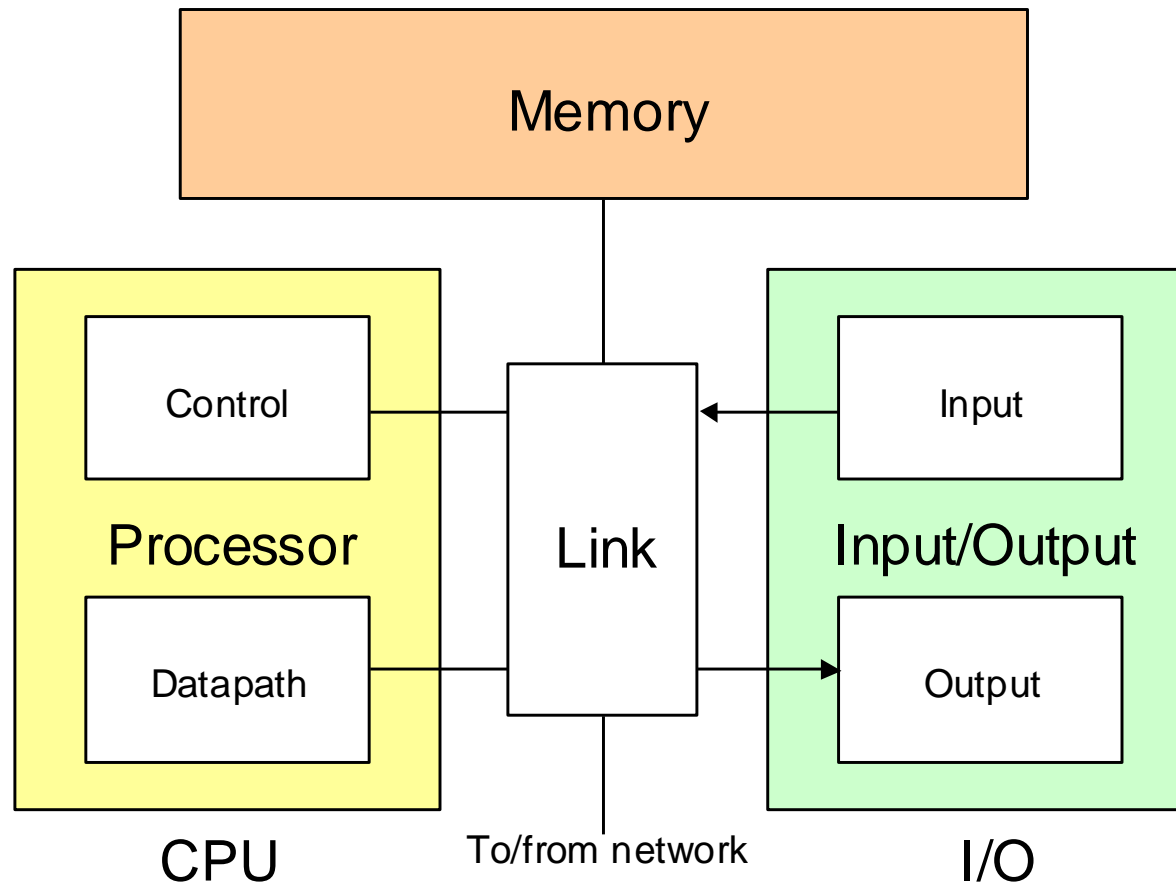 Memory
Control
Input
Processor
Link
Input/Output
Datapath
Output
CPU
To/from network
I/O